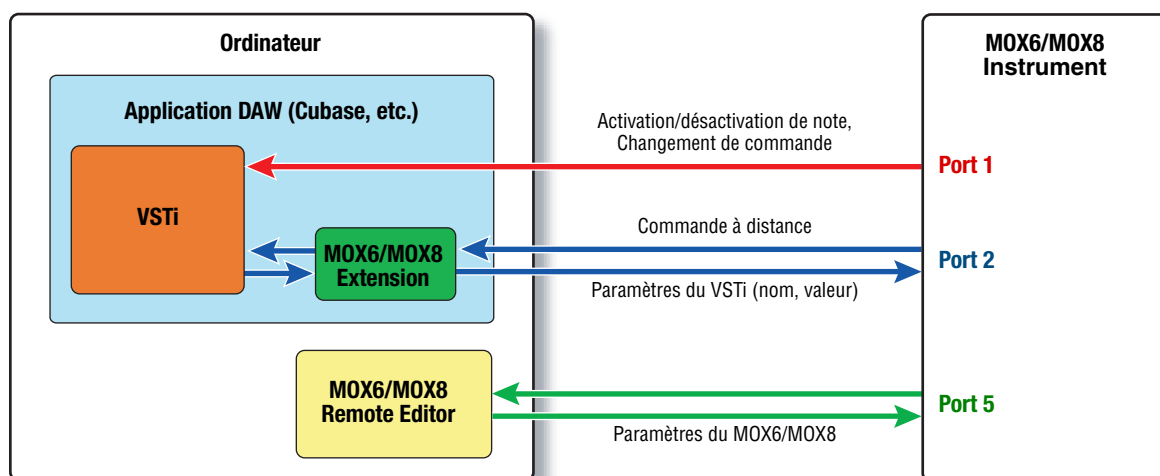 Ordinateur
Application DAW (Cubase, etc.)
VSTi
MOX6/MOX8
Extension
MOX6/MOX8
Remote Editor
Activation/désactivation de note,
Changement de commande
Commande à distance
Paramètres du VSTi (nom, valeur)
Paramètres du MOX6/MOX8
MOX6/MOX8
Instrument
Port 1
Port 2
Port 5